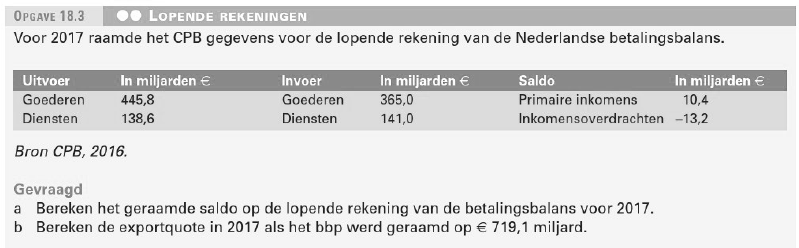 OPGAVE 18.3 ●● LOPENDE REKENINGEN
Voor 2017 raamde het CPB gegevens voor de lopende rekening van de Nederlandse betalingsbalans.
Uitvoer In miljarden € Invoer In miljarden € Saldo In miljarden €
Goederen 445,8 Goederen 365,0 Primaire inkomens 10,4
Diensten 138,6 Diensten 141,0 Inkomensoverdrachten –13,2
Bron CPB, 2016.
Gevraagd
a Bereken het geraamde saldo op de lopende rekening van de betalingsbalans voor 2017.
b Bereken de exportquote in 2017 als het bbp werd geraamd op € 719,1 miljard.